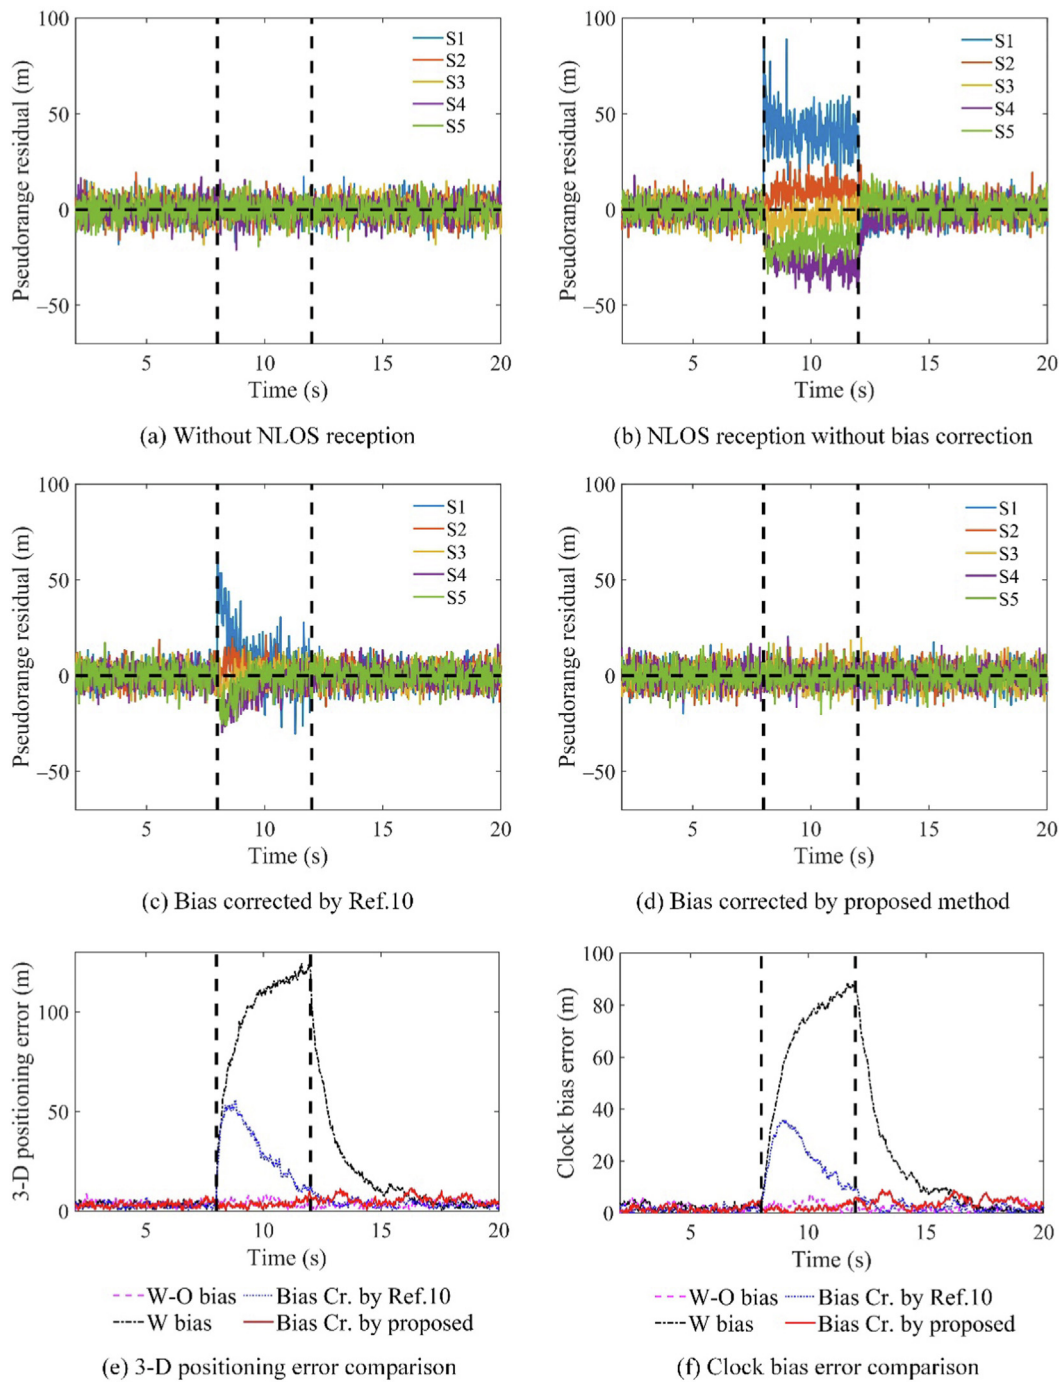 100
50
0
−50
Pseudorange residual (m)
S1
S2
S3
S4
S5
5
10
15
20
Time (s)
(a) Without NLOS reception
100
50
0
−50
Pseudorange residual (m)
S1
S2
S3
S4
S5
5
10
15
20
Time (s)
(b) NLOS reception without bias correction
100
50
0
−50
Pseudorange residual (m)
S1
S2
S3
S4
S5
5
10
15
20
Time (s)
(c) Bias corrected by Ref.10
100
50
0
−50
Pseudorange residual (m)
S1
S2
S3
S4
S5
5
10
15
20
Time (s)
(d) Bias corrected by proposed method
100
50
0
3-D positioning error (m)
5
10
15
20
Time (s)
W-O bias
Bias Cr. by Ref.10
W bias
Bias Cr. by proposed
(e) 3-D positioning error comparison
100
80
60
40
20
0
Clock bias error (m)
5
10
15
20
Time (s)
W-O bias
Bias Cr. by Ref.10
W bias
Bias Cr. by proposed
(f) Clock bias error comparison